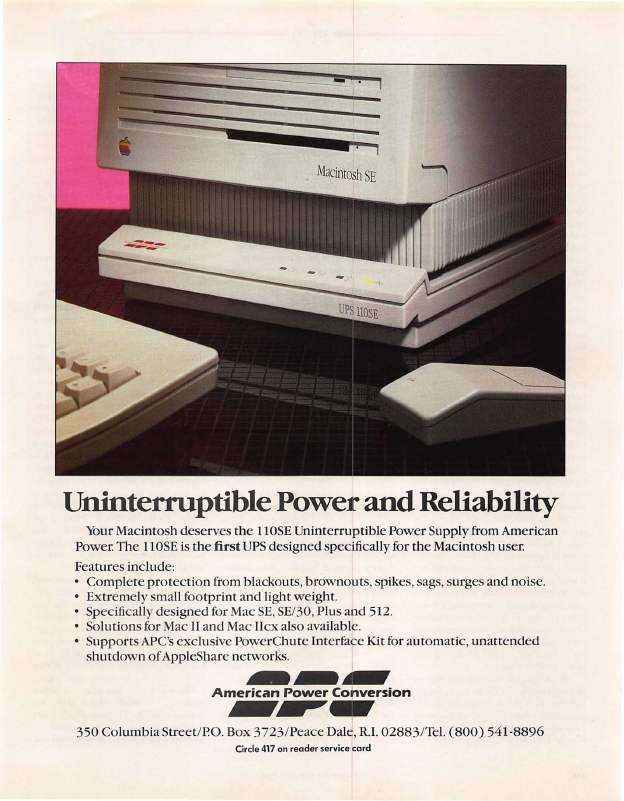 Macintosh SE
APC
UPS 110SE
Uninterruptible Power and Reliability
Your Macintosh deserves the 110SE Uninterruptible Power Supply from American
Power. The 110SE is the first UPS designed specifically for the Macintosh user.
Features include:
• Complete protection from blackouts, brownouts, spikes, sags, surges and noise.
• Extremely small footprint and light weight.
• Specifically designed for Mac SE, SE/30, Plus and 512.
• Solutions for Mac II and Mac IIcx also available.
• Supports APC's exclusive PowerChute Interface Kit for automatic, unattended
shutdown of AppleShare networks.
APC
American Power Conversion
350 Columbia Street/P.O. Box 3723/Peace Dale, R.I. 02883/Tel. (800) 541-8896
Circle 417 on reader service card